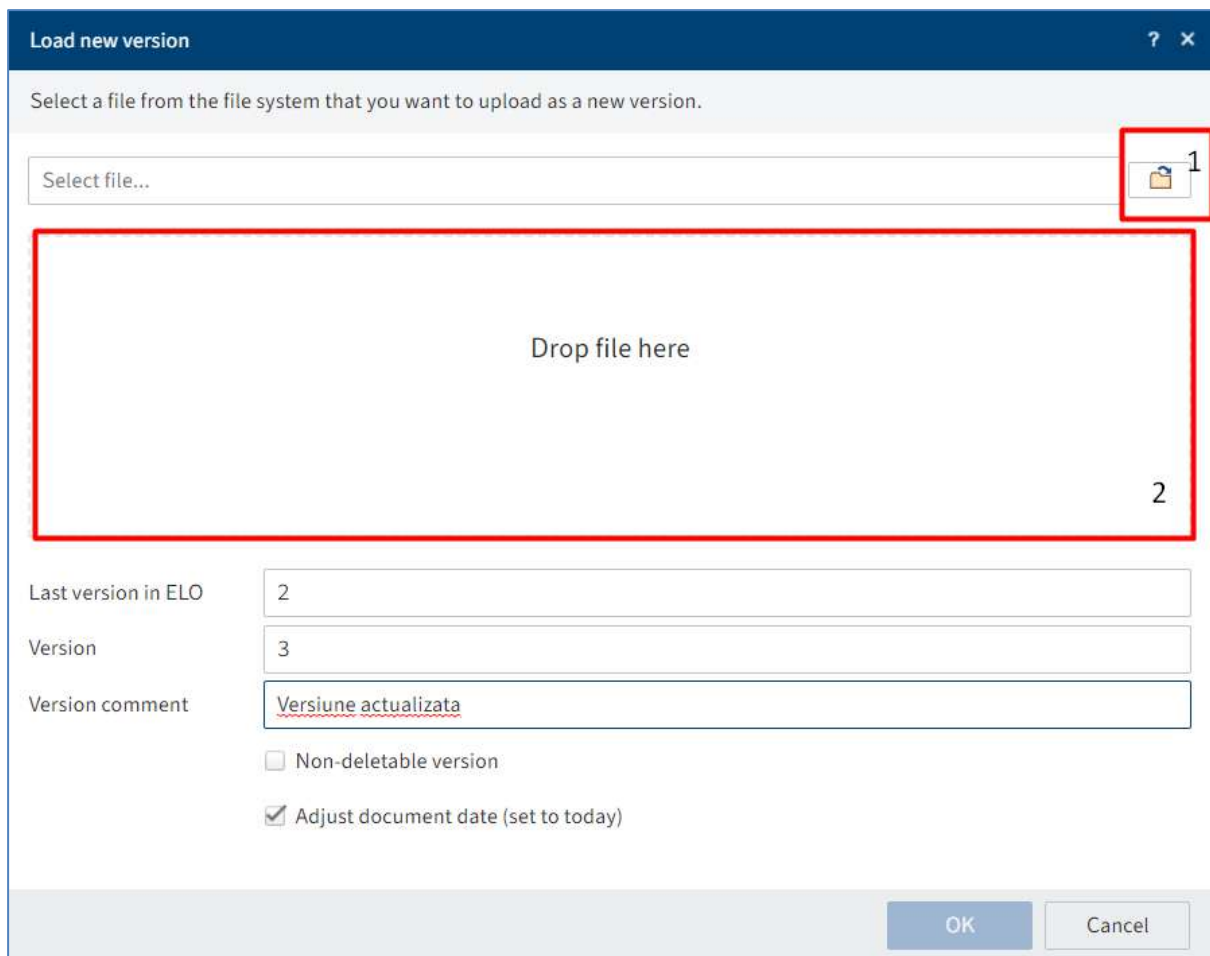 Load new version ? ×
Select a file from the file system that you want to upload as a new version.
Select file...
1
Drop file here
2
Last version in ELO 2
Version 3
Version comment Versiune actualizata
Non-deletable version
Adjust document date (set to today)
OK Cancel